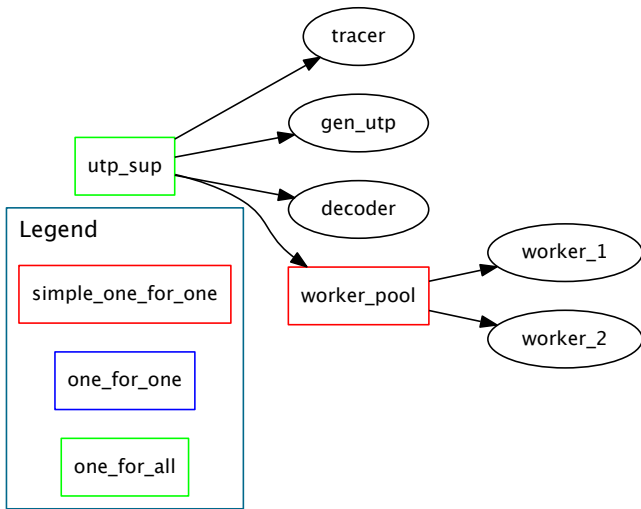 tracer
gen_utp
utp_sup
decoder
Legend
worker_1
simple_one_for_one
worker_pool
worker_2
one_for_one
one_for_all